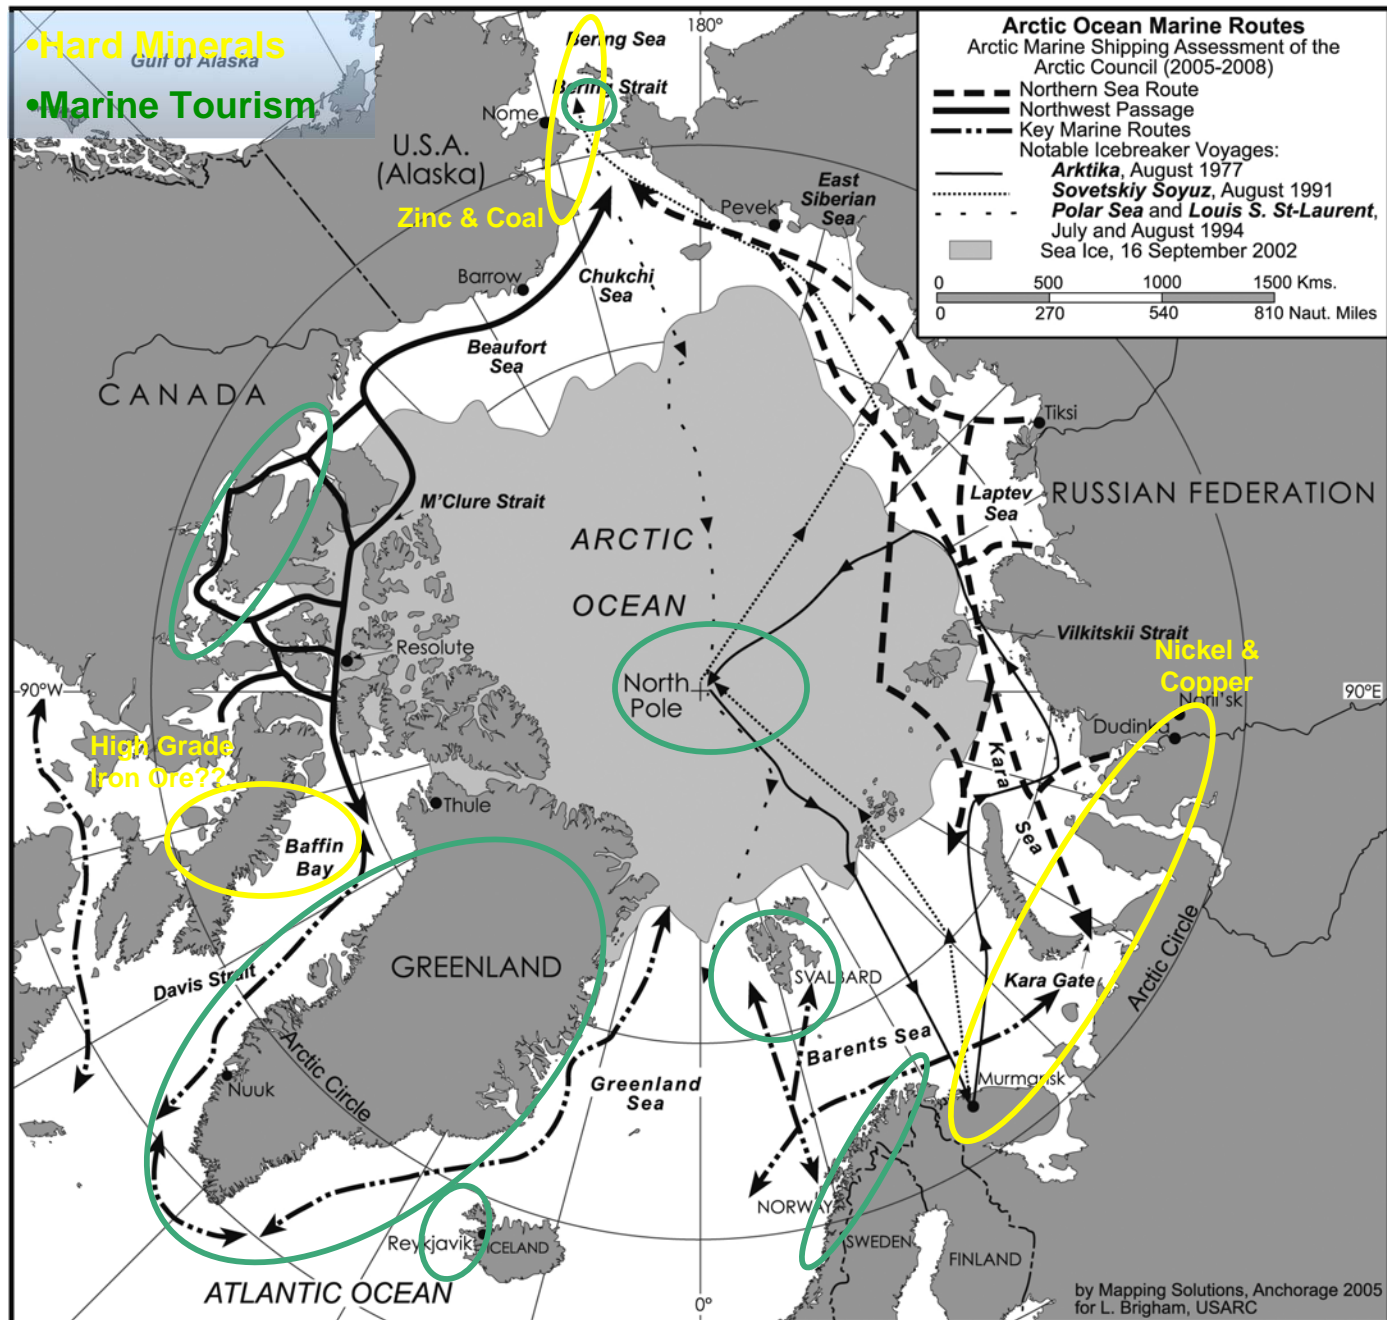 •Hard Minerals
Gulf of Alaska
•Marine Tourism
180°
Bering Sea
Bering Strait
Nome
U.S.A.
(Alaska)
Zinc & Coal
Arctic Ocean Marine Routes
Arctic Marine Shipping Assessment of the
Arctic Council (2005-2008)
Northern Sea Route
Northwest Passage
Key Marine Routes
Notable Icebreaker Voyages:
Arktika, August 1977
Sovetskiy Soyuz, August 1991
Polar Sea and Louis S. St-Laurent,
July and August 1994
Sea Ice, 16 September 2002
0 500 1000 1500 Kms.
0 270 540 810 Naut. Miles
East
Siberian
Sea
Pevek
Barrow
Chukchi
Sea
Beaufort
Sea
CANADA
Tiksi
M'Clure Strait
Laptev
Sea
RUSSIAN FEDERATION
ARCTIC
OCEAN
Vilkitskii Strait
Resolute
Nickel &
Copper
North
Pole
90°W
90°E
Noril'sk
Dudinka
High Grade
Iron Ore??
Kara
Sea
Thule
Baffin
Bay
Davis Strait
GREENLAND
SVALBARD
Kara Gate
Arctic Circle
Barents Sea
Arctic Circle
Nuuk
Greenland
Sea
Murmansk
NORWAY
Reykjavik
ICELAND
SWEDEN
FINLAND
ATLANTIC OCEAN
0°
by Mapping Solutions, Anchorage 2005
for L. Brigham, USARC